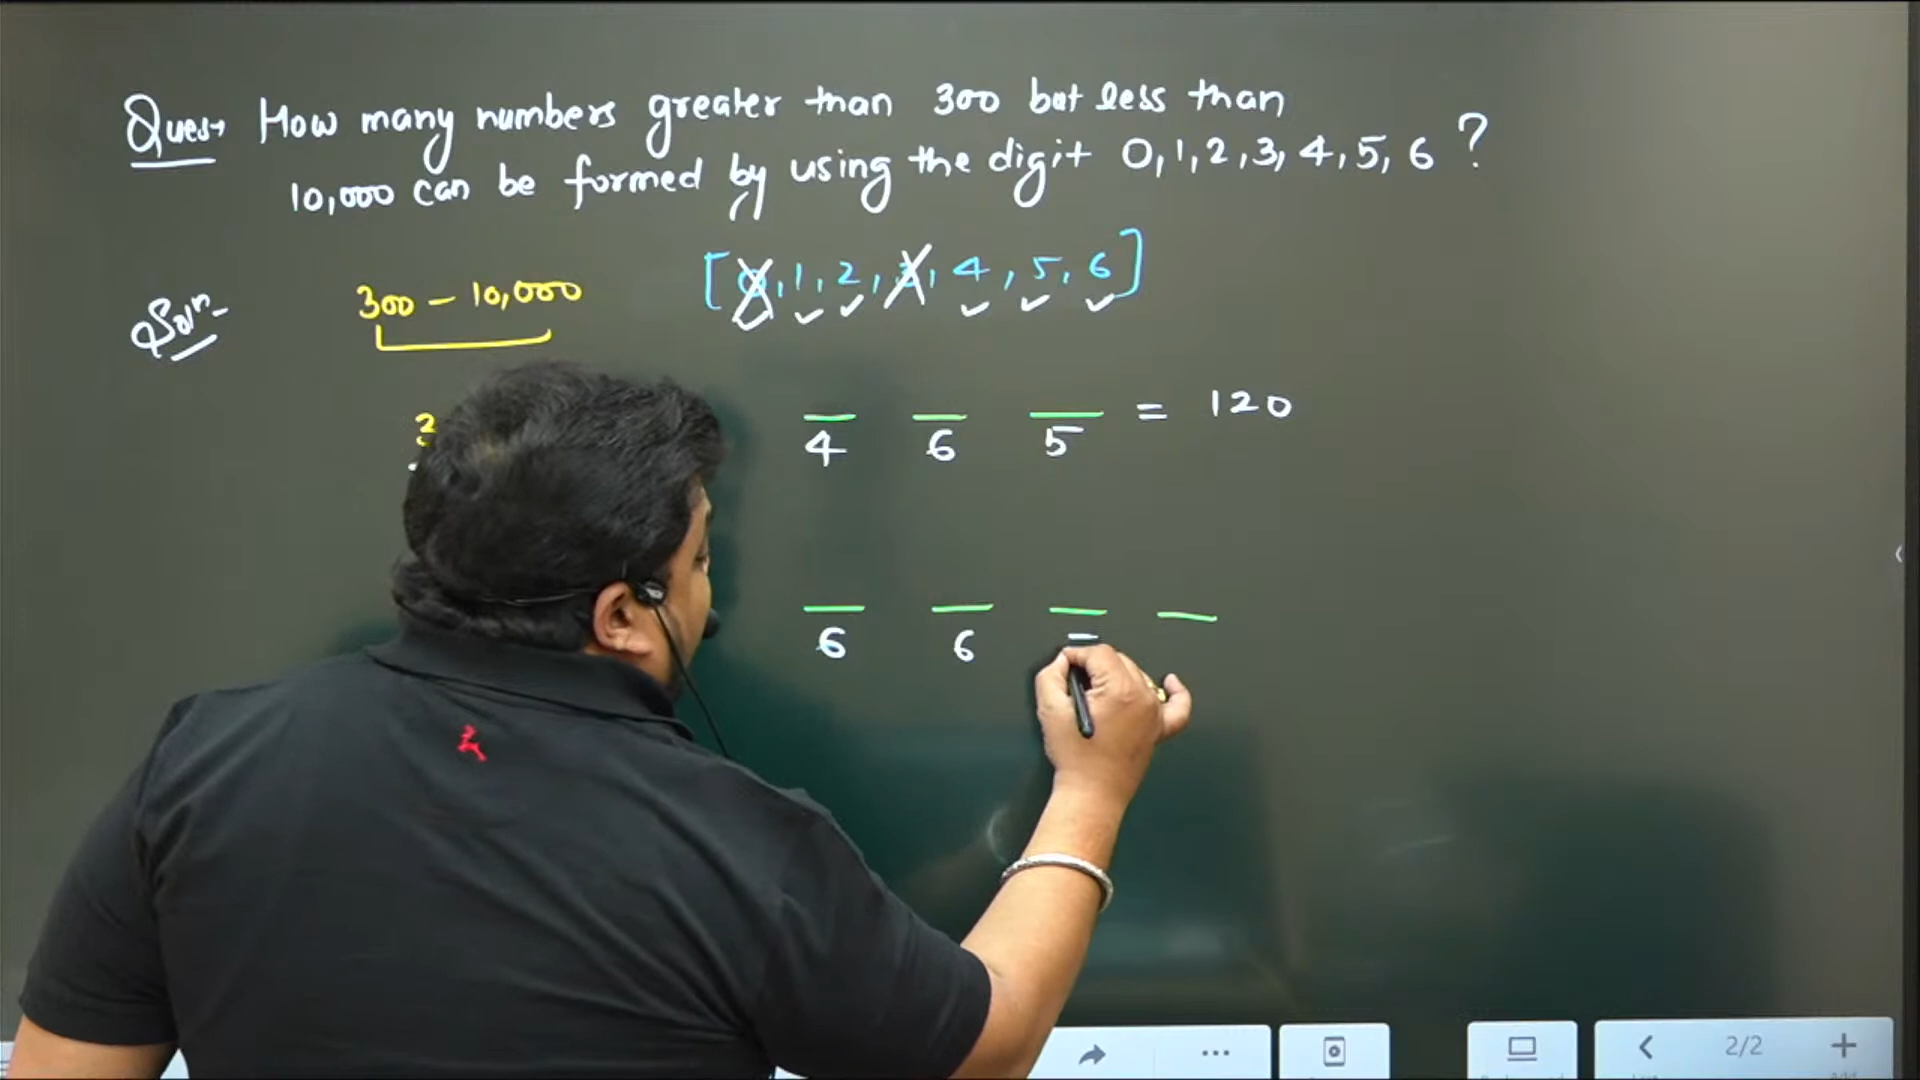 Ques→ How many numbers greater than 300 but less than
10,000 can be formed by using the digit 0, 1, 2, 3, 4, 5, 6 ?
[0, 1, 2, 3, 4, 5, 6]
Solⁿ-
300 - 10,000
= 120
4 6 5
6 6
2/2